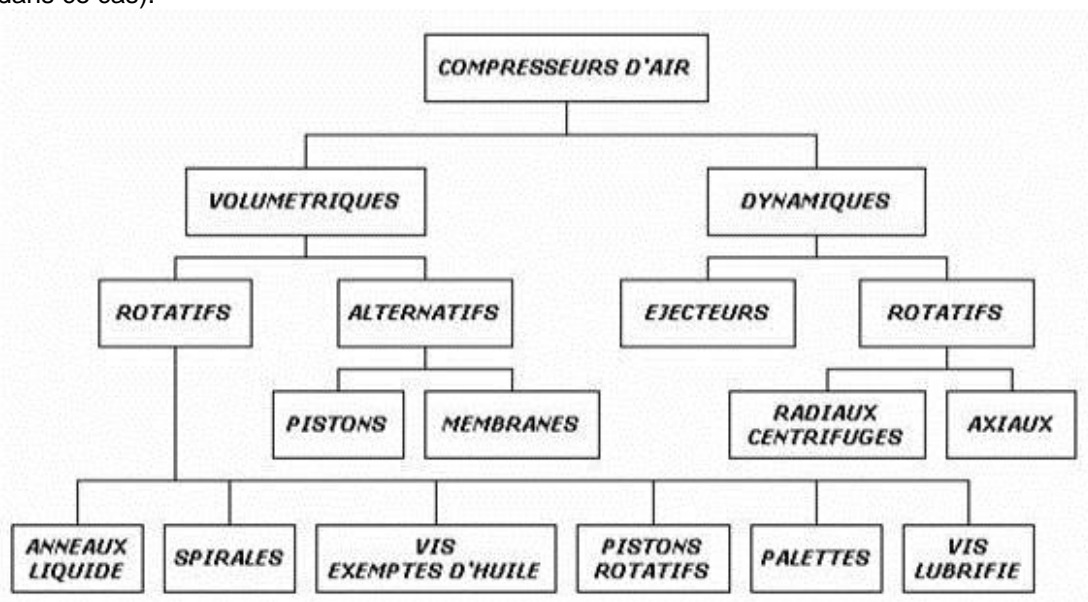 dans ce cas).
COMPRESSEURS D'AIR
VOLUMETRIQUES
DYNAMIQUES
ROTATIFS
ALTERNATIFS
EJECTEURS
ROTATIFS
PISTONS
MEMBRANES
RADIAUX
CENTRIFUGES
AXIAUX
ANNEAUX
LIQUIDE
SPIRALES
VIS
EXEMPTES D'HUILE
PISTONS
ROTATIFS
PALETTES
VIS
LUBRIFIE